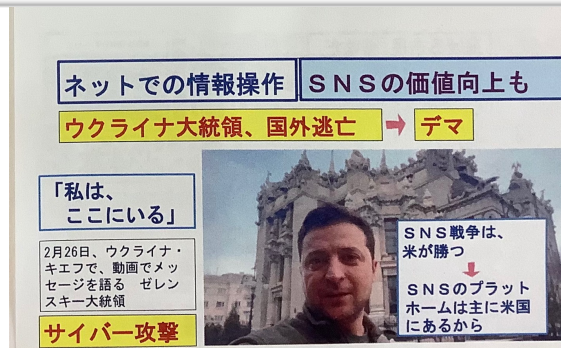 ネットでの情報操作
SNSの価値向上も
ウクライナ大統領、国外逃亡 ➡ デマ
「私は、
ここにいる」
2月26日、ウクライナ・
キエフで、動画でメッ
セージを語る ゼレン
スキー大統領
サイバー攻撃
SNS戦争は、
米が勝つ
SNSのプラット
ホームは主に米国
にあるから